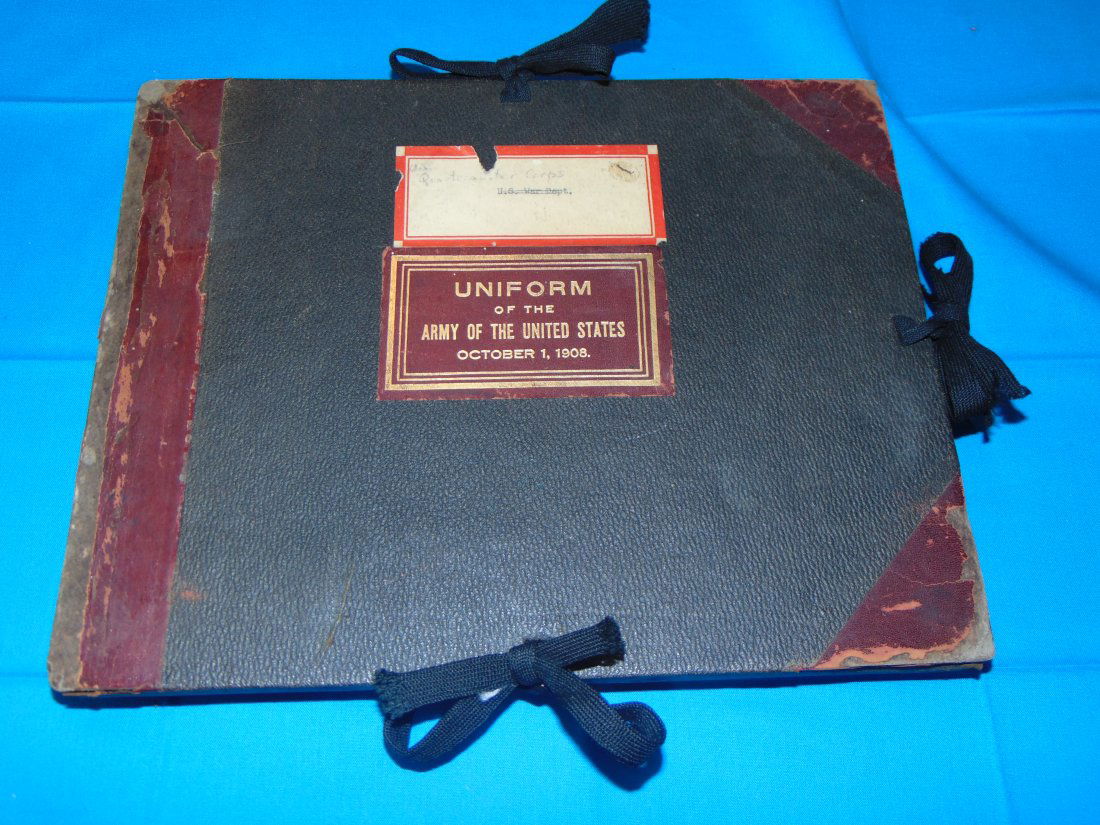 Quartermaster Corps
U.S. War Dept.
UNIFORM
OF THE
ARMY OF THE UNITED STATES
OCTOBER 1, 1908.